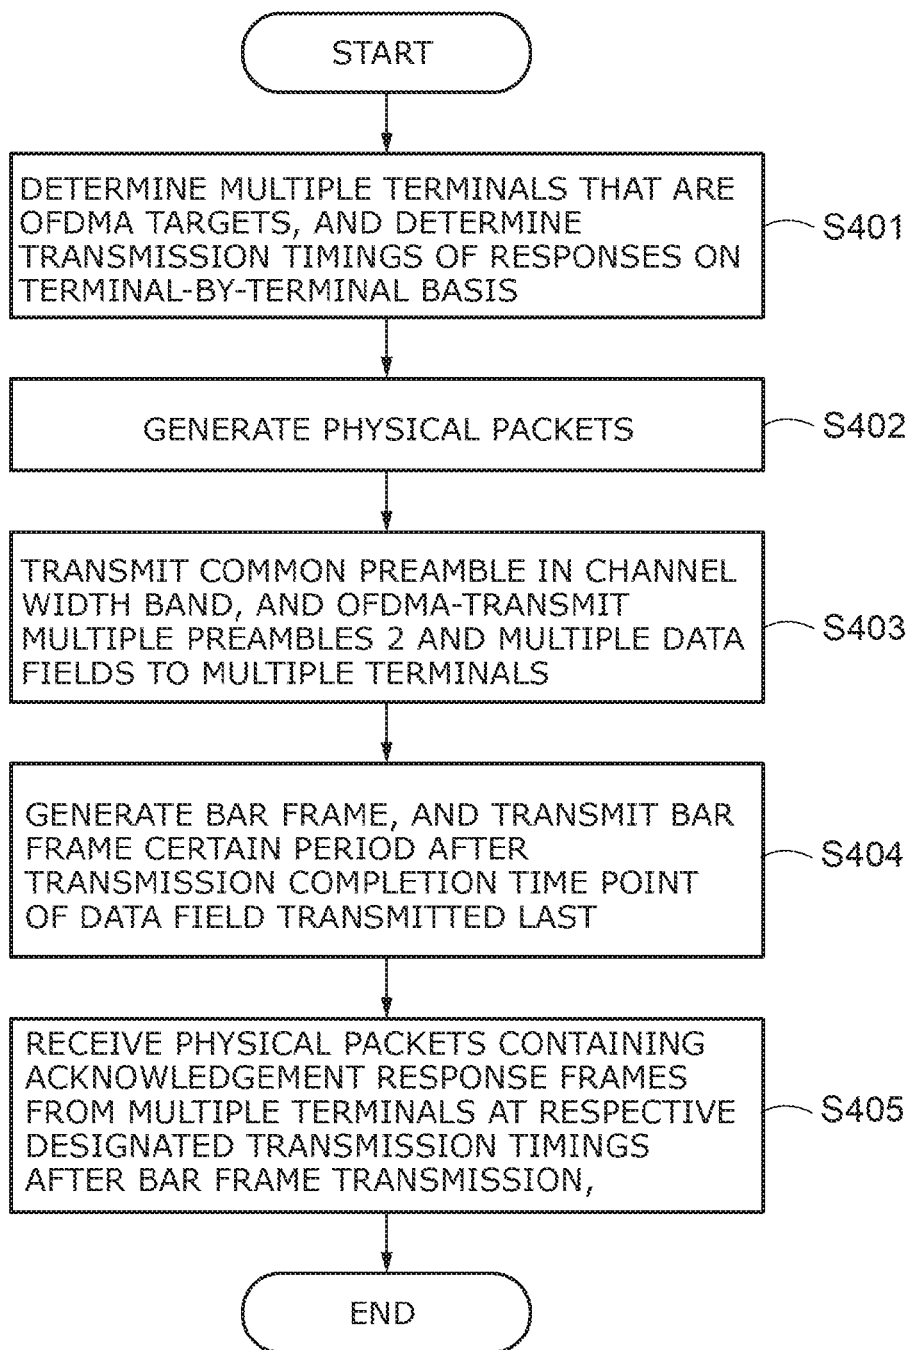 START
DETERMINE MULTIPLE TERMINALS THAT ARE
OFDMA TARGETS, AND DETERMINE
TRANSMISSION TIMINGS OF RESPONSES ON
TERMINAL-BY-TERMINAL BASIS
S401
GENERATE PHYSICAL PACKETS
S402
TRANSMIT COMMON PREAMBLE IN CHANNEL
WIDTH BAND, AND OFDMA-TRANSMIT
MULTIPLE PREAMBLES 2 AND MULTIPLE DATA
FIELDS TO MULTIPLE TERMINALS
S403
GENERATE BAR FRAME, AND TRANSMIT BAR
FRAME CERTAIN PERIOD AFTER
TRANSMISSION COMPLETION TIME POINT
OF DATA FIELD TRANSMITTED LAST
S404
RECEIVE PHYSICAL PACKETS CONTAINING
ACKNOWLEDGEMENT RESPONSE FRAMES
FROM MULTIPLE TERMINALS AT RESPECTIVE
DESIGNATED TRANSMISSION TIMINGS
AFTER BAR FRAME TRANSMISSION,
S405
END